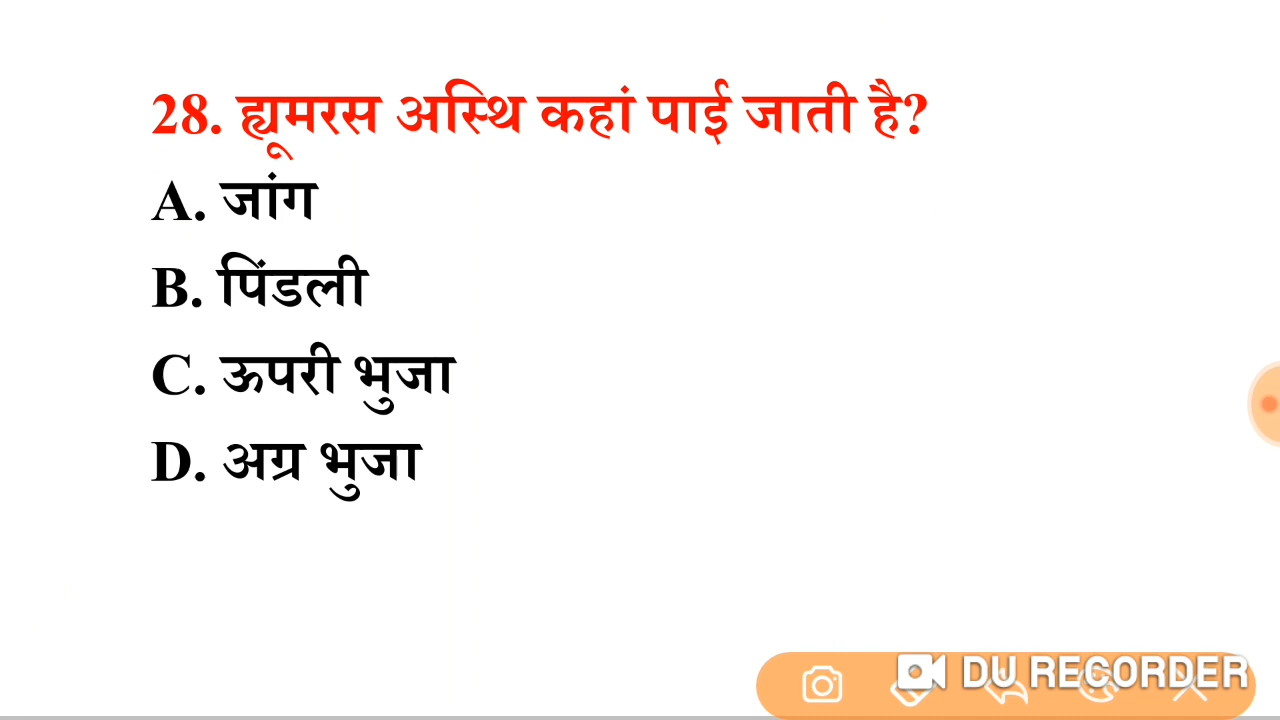 28. ह्यूमरस अस्थि कहां पाई जाती है?
A. जांग
B. पिंडली
C. ऊपरी भुजा
D. अग्र भुजा
DU RECORDER